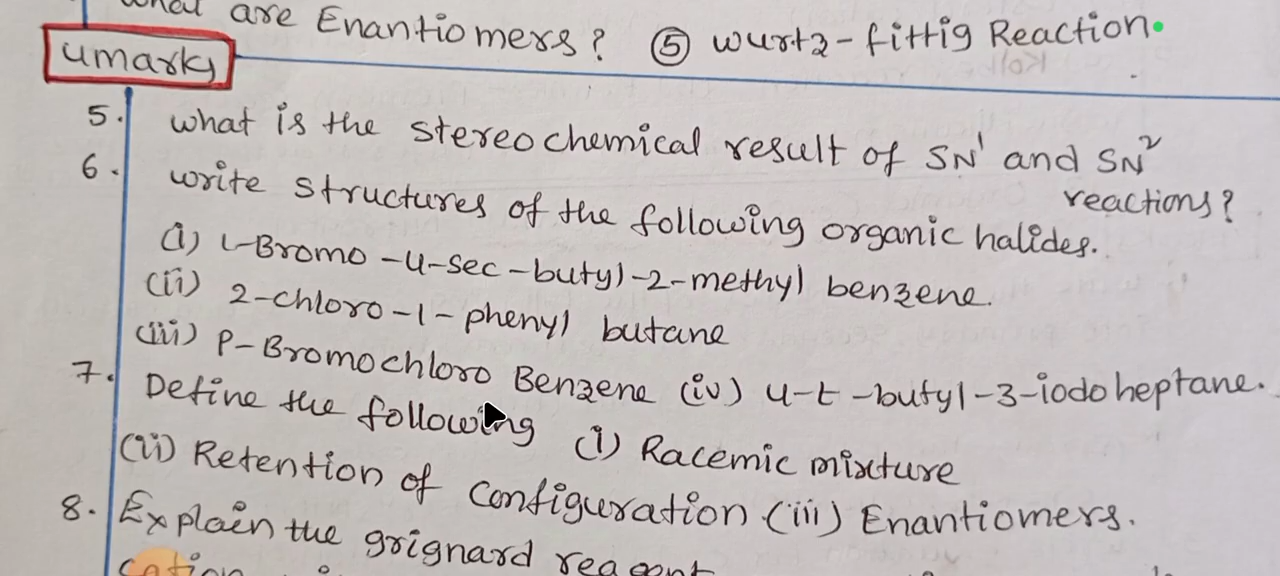 what are Enantiomers? ⑤ wurtz-fittig Reaction.
4marks
5. what is the stereochemical result of SN¹ and SN² reactions?
6. write structures of the following organic halides.
(i) 1-Bromo-4-sec-butyl-2-methyl benzene.
(ii) 2-chloro-1-phenyl butane
(iii) P-Bromochloro Benzene (iv) 4-t-butyl-3-iodoheptane.
7. Define the following (i) Racemic mixture
(ii) Retention of configuration (iii) Enantiomers.
8. Explain the grignard reagent